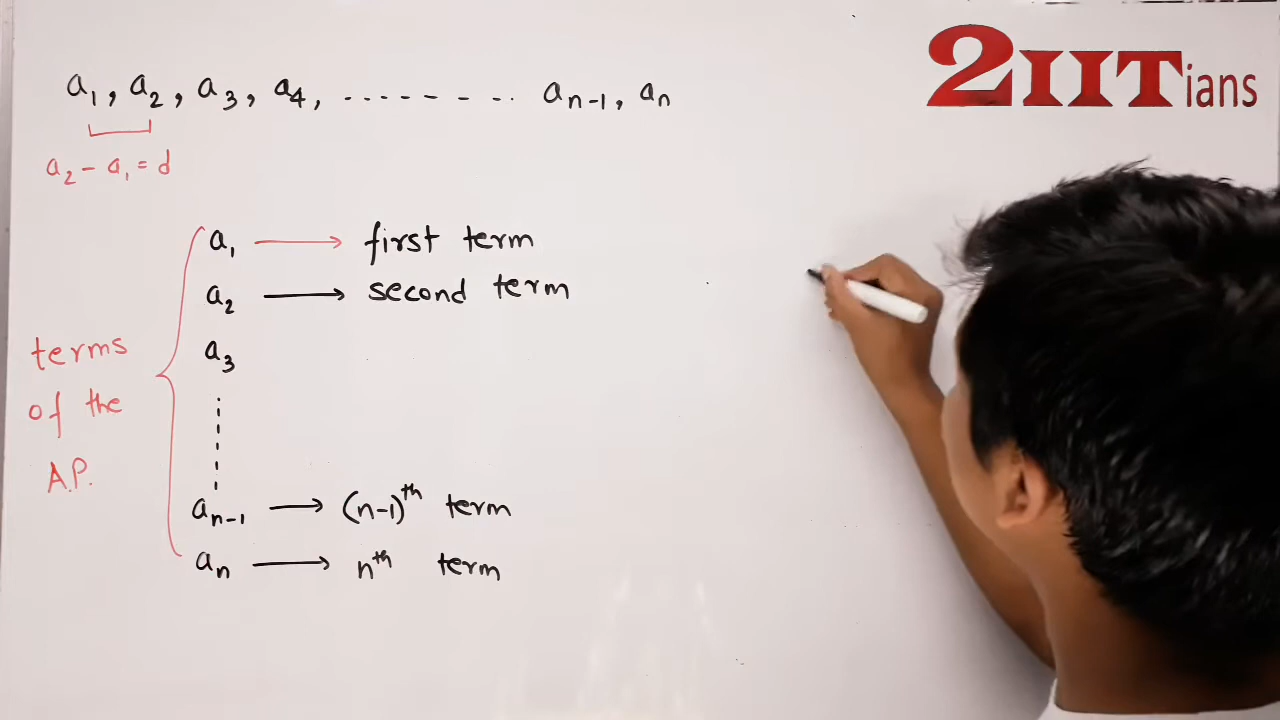 2IITians
a₁, a₂, a₃, a₄, ......... aₙ₋₁, aₙ
a₂ - a₁ = d
a₁ → first term
a₂ → second term
a₃
aₙ₋₁ → (n-1)ᵗʰ term
aₙ → nᵗʰ term
terms
of the
A.P.